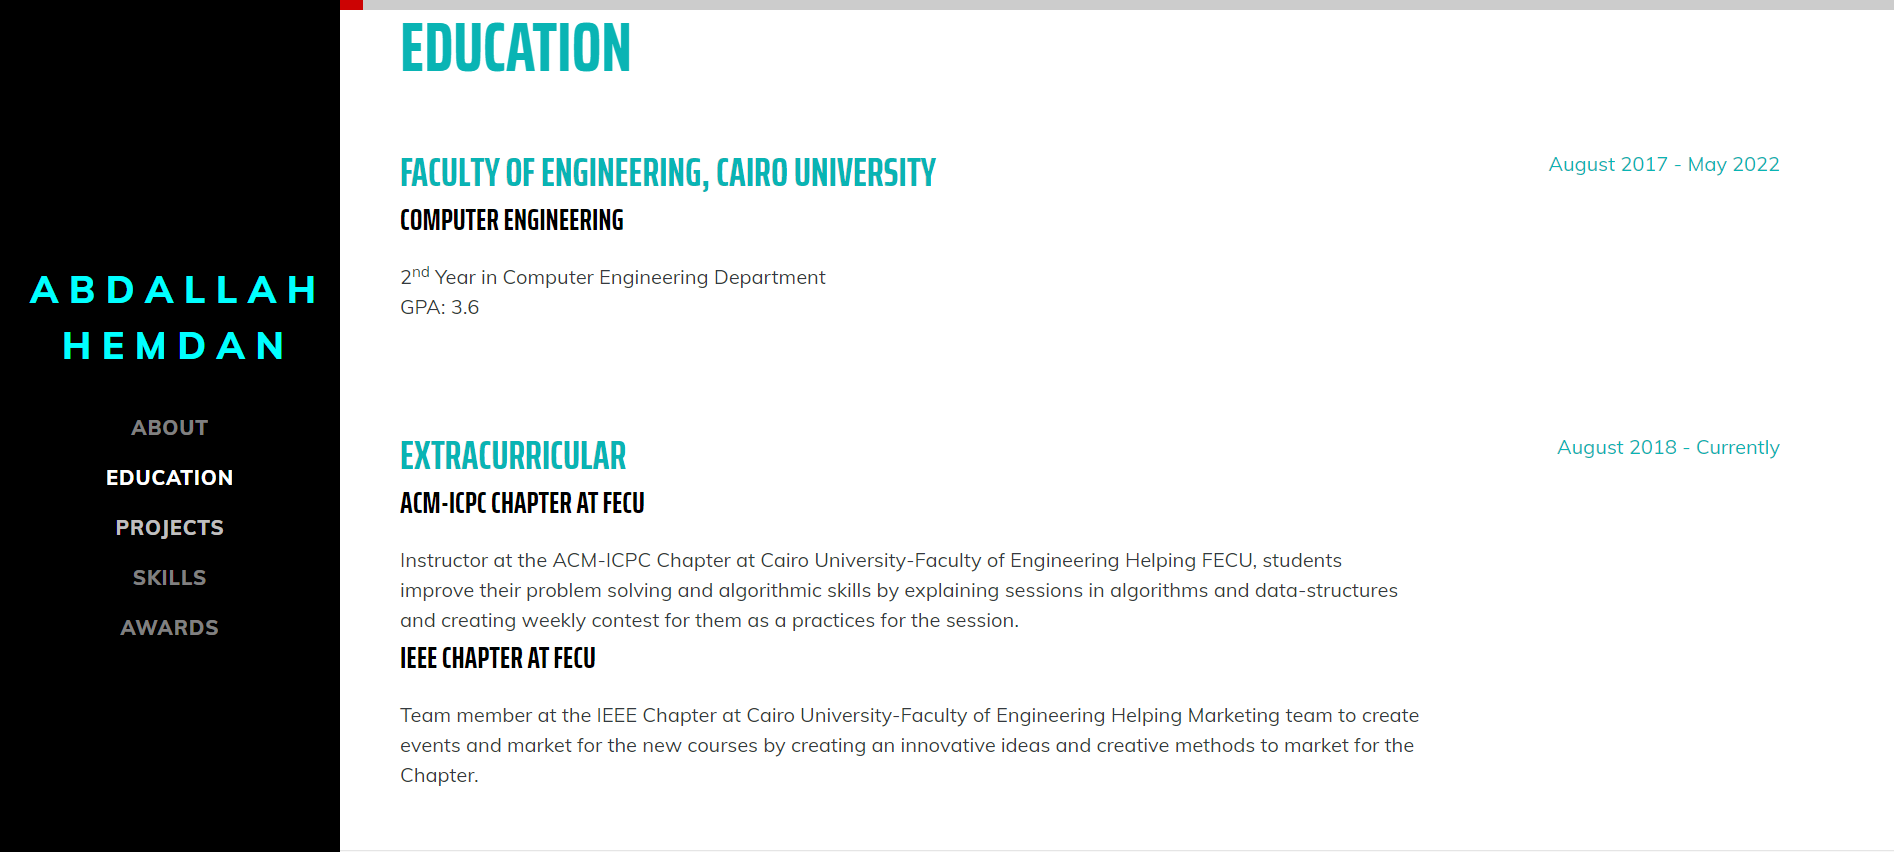 ABDALLAH
HEMDAN
ABOUT
EDUCATION
PROJECTS
SKILLS
AWARDS
EDUCATION
FACULTY OF ENGINEERING, CAIRO UNIVERSITY
August 2017 - May 2022
COMPUTER ENGINEERING
2nd Year in Computer Engineering Department
GPA: 3.6
EXTRACURRICULAR
August 2018 - Currently
ACM-ICPC CHAPTER AT FECU
Instructor at the ACM-ICPC Chapter at Cairo University-Faculty of Engineering Helping FECU, students
improve their problem solving and algorithmic skills by explaining sessions in algorithms and data-structures
and creating weekly contest for them as a practices for the session.
IEEE CHAPTER AT FECU
Team member at the IEEE Chapter at Cairo University-Faculty of Engineering Helping Marketing team to create
events and market for the new courses by creating an innovative ideas and creative methods to market for the
Chapter.